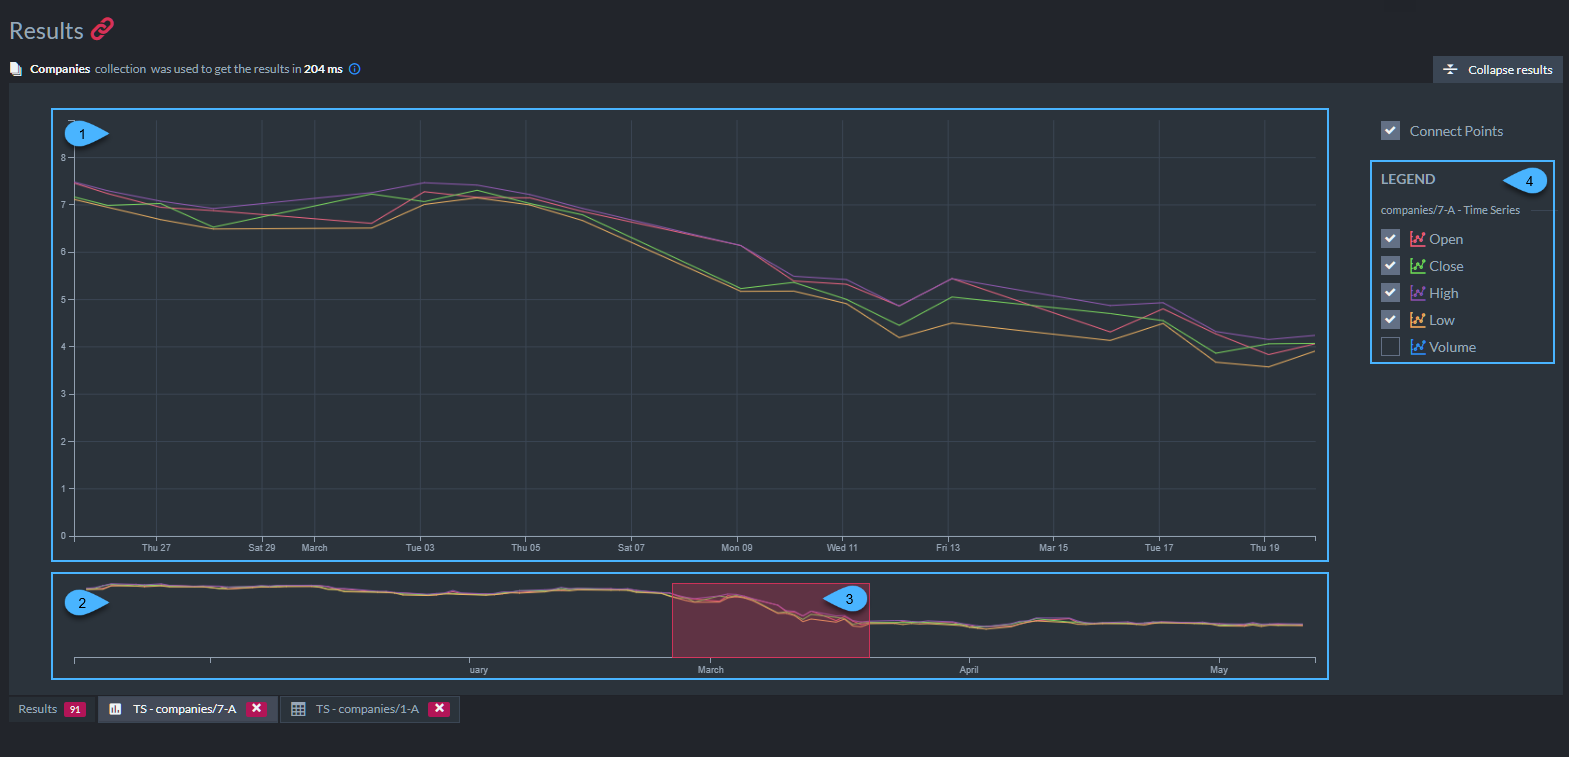 Results
Companies collection was used to get the results in 204 ms
Collapse results
1
8
7
6
5
4
3
2
1
0
Thu 27 Sat 29 March Tue 03 Thu 05 Sat 07 Mon 09 Wed 11 Fri 13 Mar 15 Tue 17 Thu 19
Connect Points
LEGEND
4
companies/7-A - Time Series
Open
Close
High
Low
Volume
2
3
uary March April May
Results 91 TS - companies/7-A TS - companies/1-A